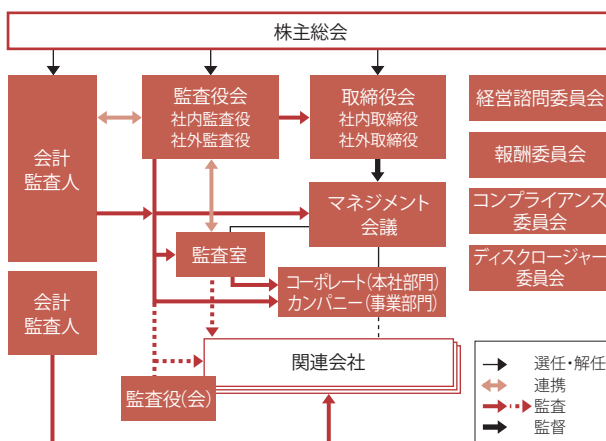 株主総会
会計
監査人
監査役会
社内監査役
社外監査役
取締役会
社内取締役
社外取締役
経営諮問委員会
報酬委員会
マネジメント
会議
コンプライアンス
委員会
監査室
ディスクロージャー
委員会
コーポレート(本社部門)
カンパニー(事業部門)
会計
監査人
関連会社
監査役(会)
選任・解任
連携
監査
監督